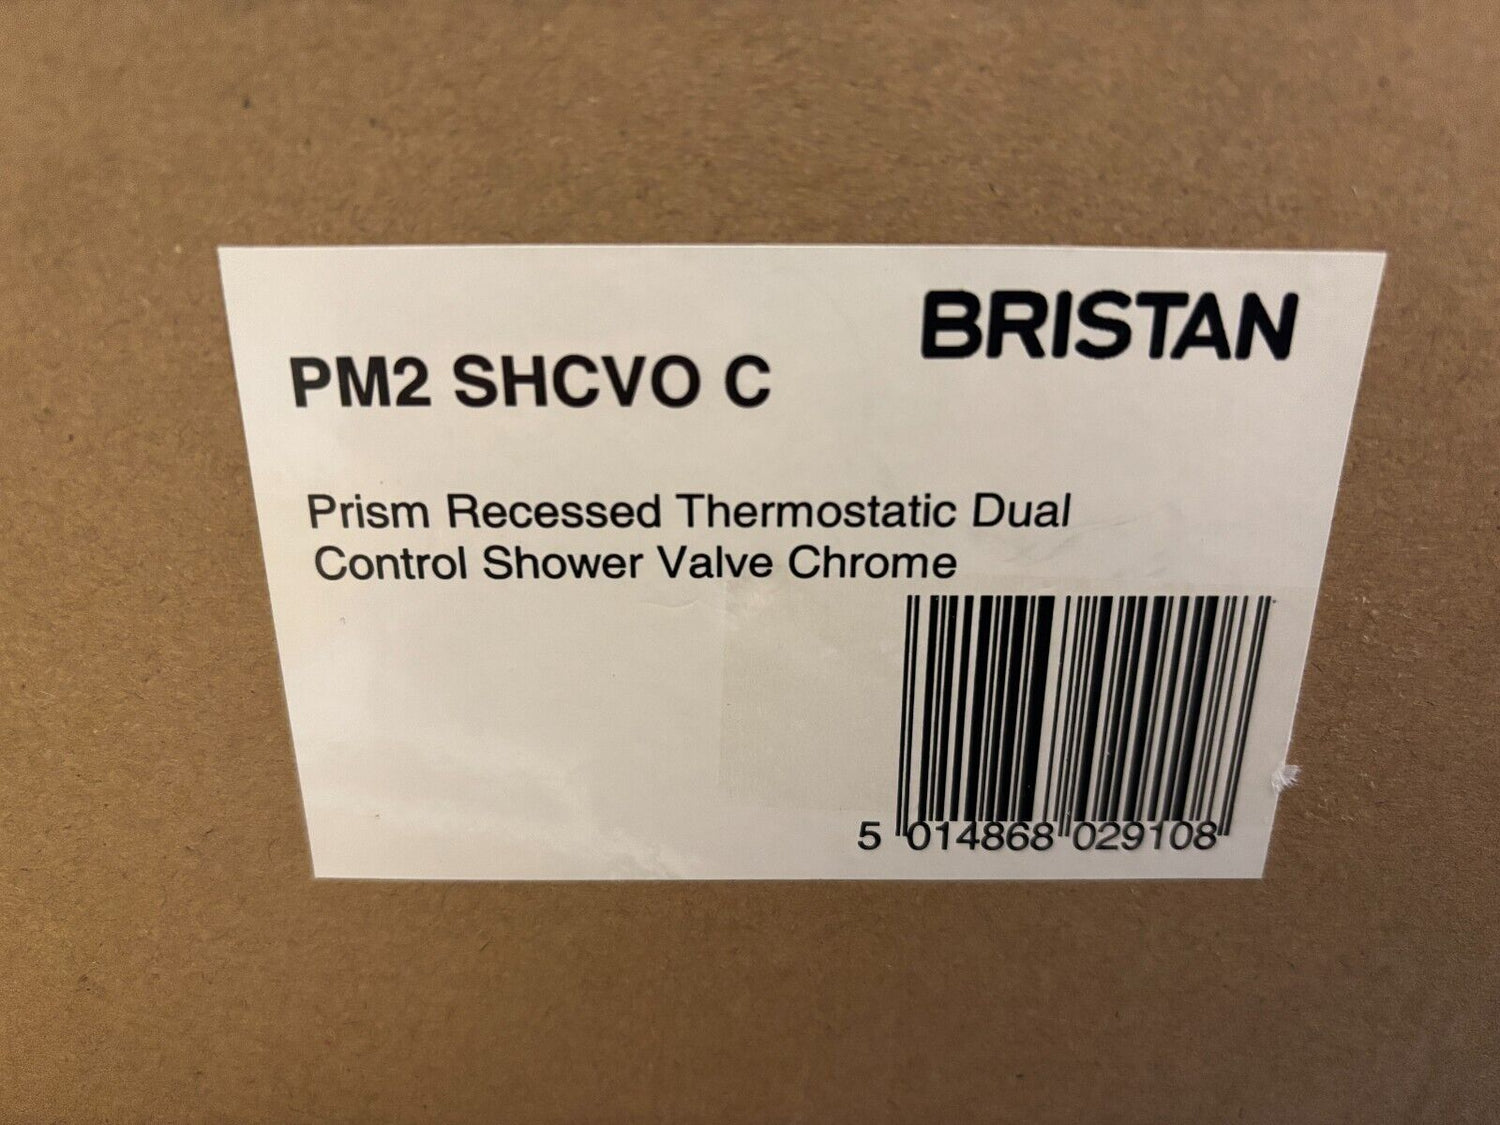 BRISTAN
PM2 SHCVO C
Prism Recessed Thermostatic Dual
Control Shower Valve Chrome
5 014868 029108